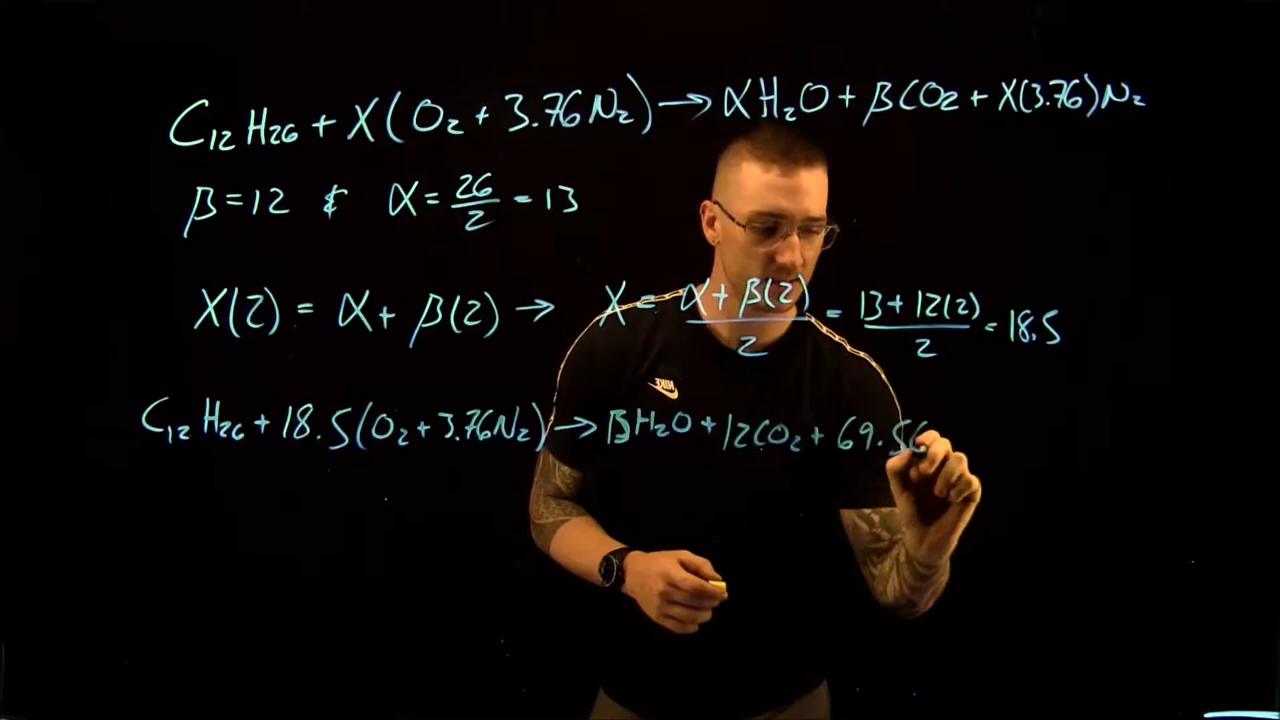 C₁₂H₂₆ + X(O₂ + 3.76N₂) → αH₂O + βCO₂ + X(3.76)N₂
β = 12 & α = 26/2 = 13
X(2) = α + β(2) → X = (α + β(2))/2 = (13 + 12(2))/2 = 18.5
NIKE
C₁₂H₂₆ + 18.5(O₂ + 3.76N₂) → 13H₂O + 12CO₂ + 69.56